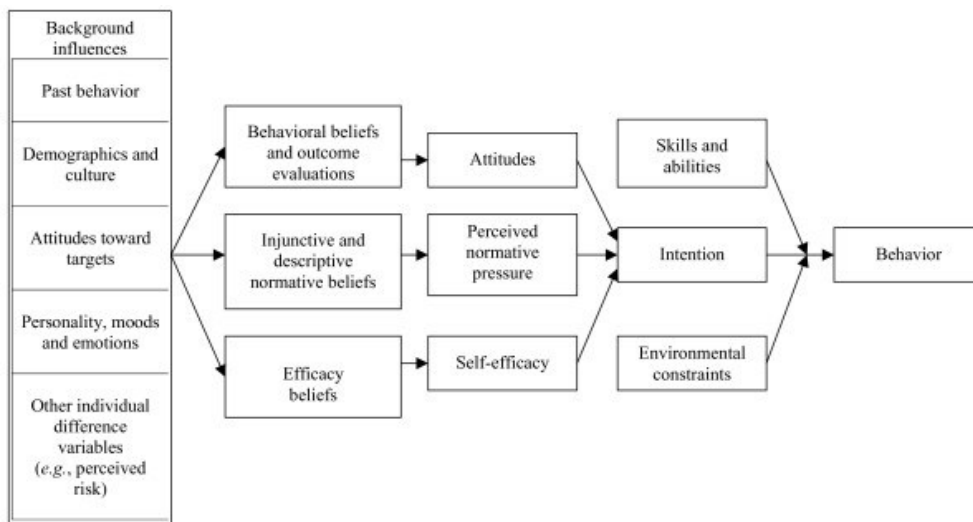 Background
influences
Past behavior
Demographics and
culture
Attitudes toward
targets
Personality, moods
and emotions
Other individual
difference
variables
(e.g., perceived
risk)
Behavioral beliefs
and outcome
evaluations
Injunctive and
descriptive
normative beliefs
Efficacy
beliefs
Attitudes
Perceived
normative
pressure
Self-efficacy
Skills and
abilities
Intention
Environmental
constraints
Behavior